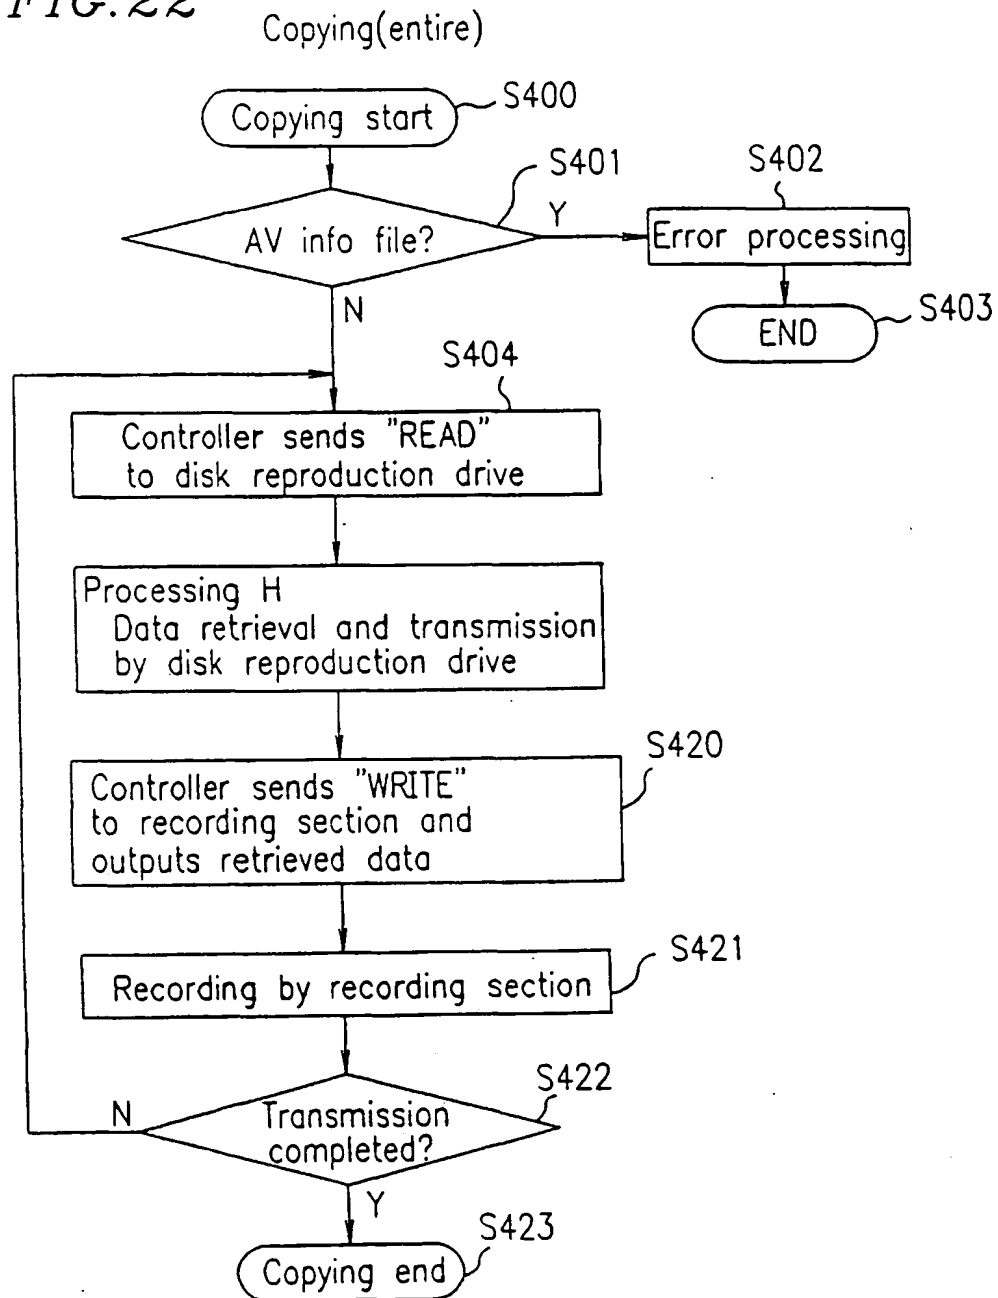 FIG.22
Copying(entire)
Copying start
S400
S401
AV info file?
Y
S402
Error processing
N
END
S403
S404
Controller sends "READ"
to disk reproduction drive
Processing H
Data retrieval and transmission
by disk reproduction drive
S420
Controller sends "WRITE"
to recording section and
outputs retrieved data
S421
Recording by recording section
S422
N
Transmission
completed?
Y
S423
Copying end